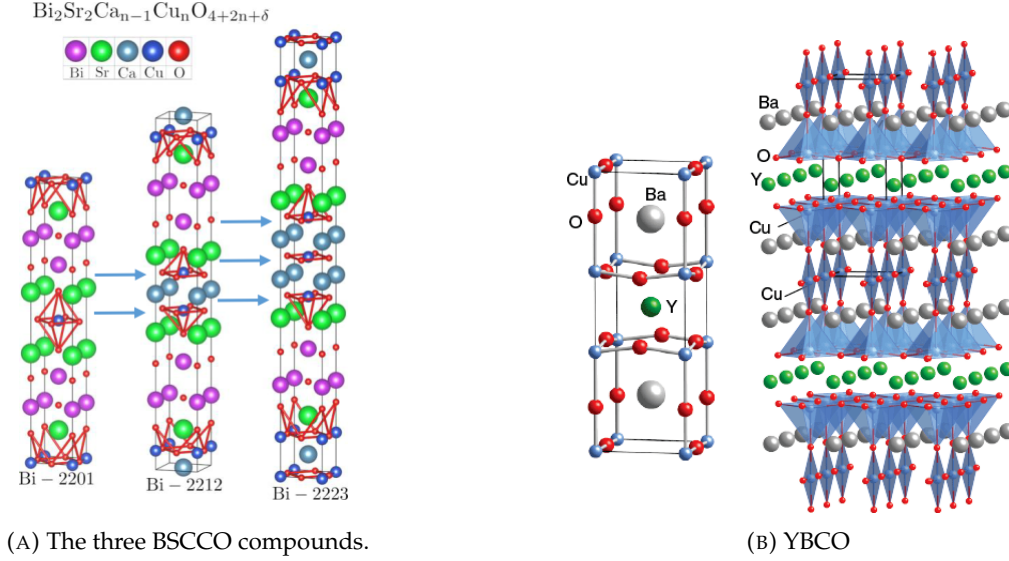 Bi₂Sr₂Caₙ₋₁CuₙO₄₊₂ₙ₊δ
Bi Sr Ca Cu O
Bi − 2201
Bi − 2212
Bi − 2223
(A) The three BSCCO compounds.
Cu
Ba
O
Y
Ba
O
Y
Cu
Cu
(B) YBCO